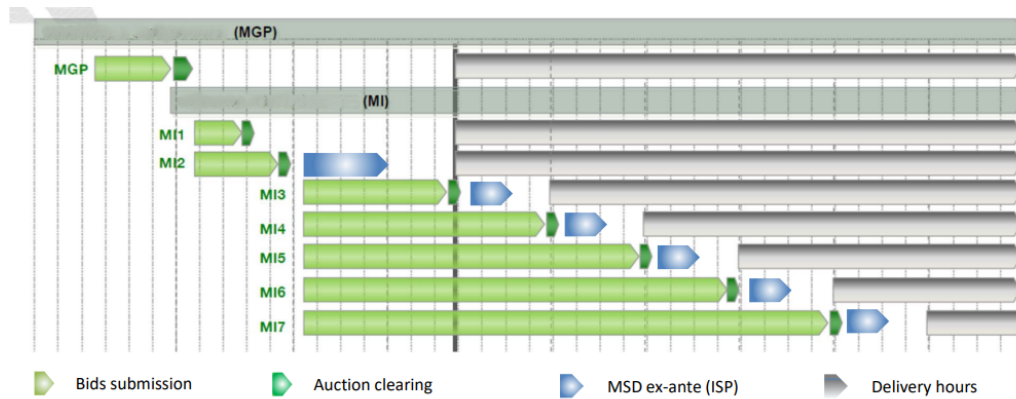 (MGP)
MGP
(MI)
MI1
MI2
MI3
MI4
MI5
MI6
MI7
Bids submission
Auction clearing
MSD ex-ante (ISP)
Delivery hours